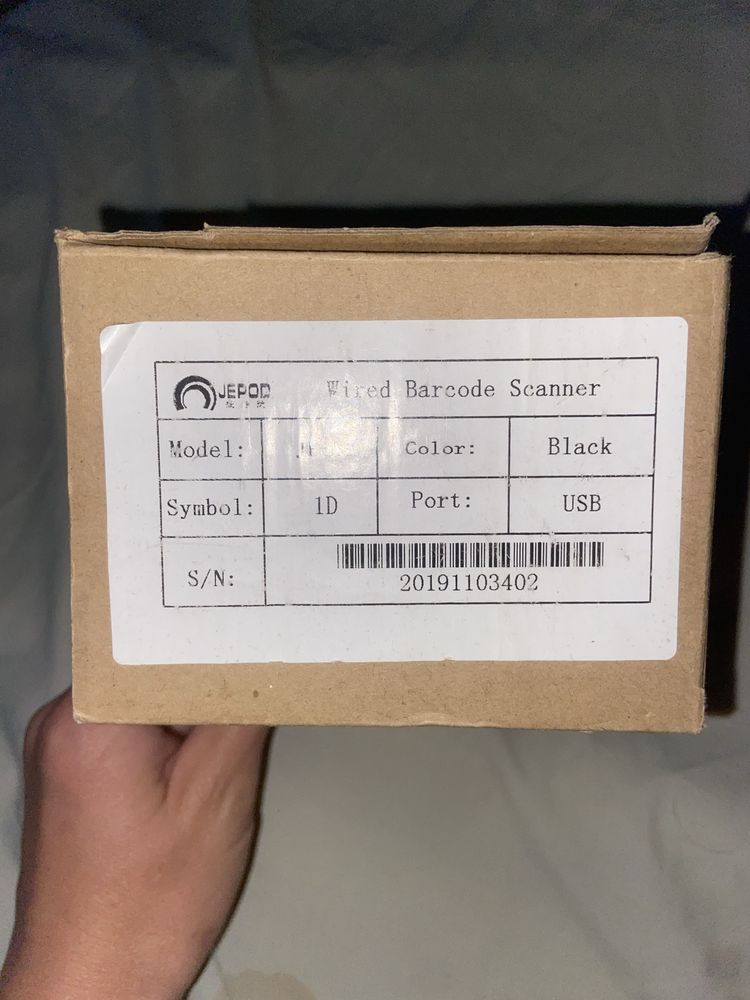 JEPOD Wired Barcode Scanner
Model: Color: Black
Symbol: 1D Port: USB
S/N: 20191103402